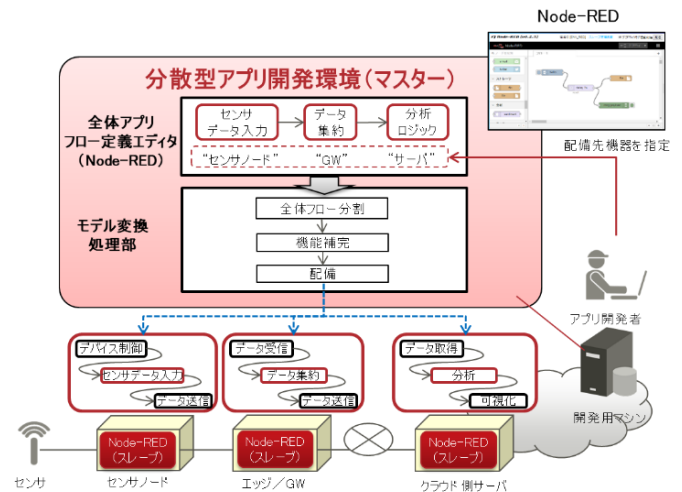 Node-RED
分散型アプリ開発環境(マスター)
全体アプリ
フロー定義エディタ
(Node-RED)
センサ
データ入力
データ
集約
分析
ロジック
“センサノード”
“GW”
“サーバ”
配備先機器を指定
モデル変換
処理部
全体フロー分割
機能補完
配備
アプリ開発者
デバイス制御
センサデータ入力
データ送信
データ受信
データ集約
データ送信
データ取得
分析
可視化
開発用マシン
Node-RED
(スレーブ)
Node-RED
(スレーブ)
Node-RED
(スレーブ)
センサ
センサノード
エッジ/GW
クラウド側サーバ